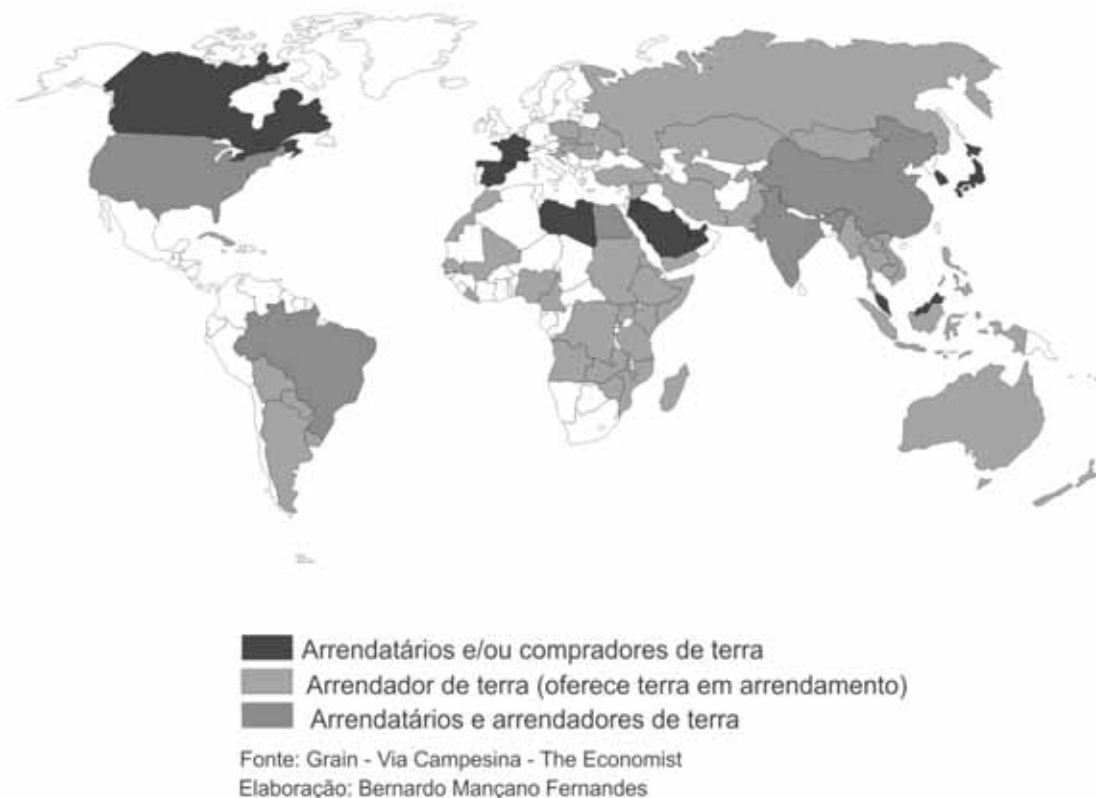 Arrendatários e/ou compradores de terra
Arrendador de terra (oferece terra em arrendamento)
Arrendatários e arrendadores de terra
Fonte: Grain - Via Campesina - The Economist
Elaboração: Bernardo Mançano Fernandes